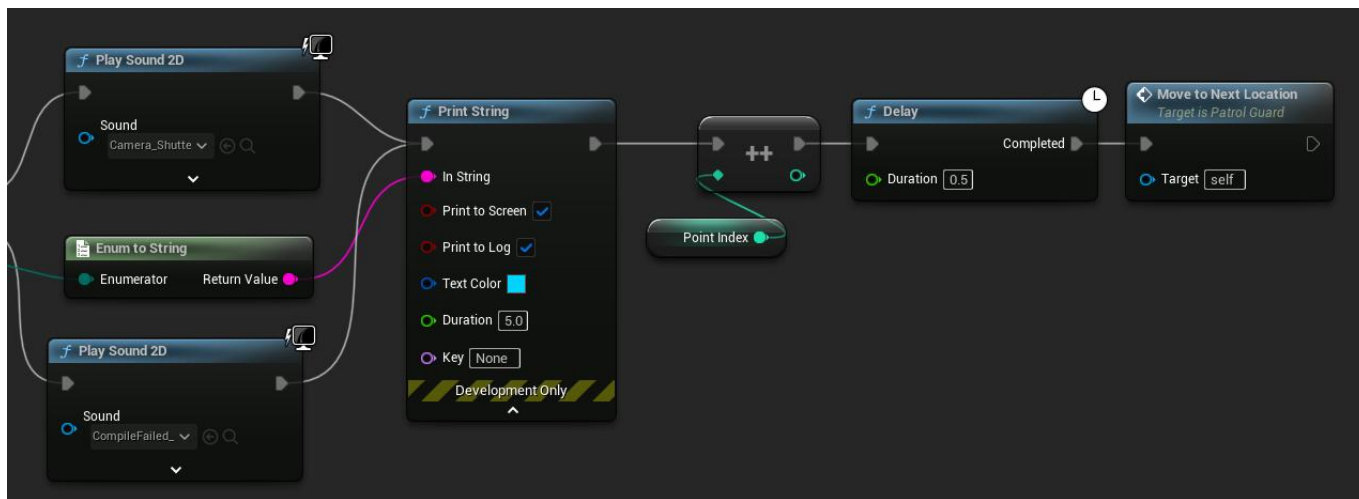 Play Sound 2D
Sound
Camera_Shutte
Enum to String
Enumerator Return Value
Play Sound 2D
Sound
CompileFailed_
f Print String
In String
Print to Screen
Print to Log
Text Color
Duration 5.0
Key None
Development Only
++
Point Index
f Delay
Completed
Duration 0.5
Move to Next Location
Target is Patrol Guard
Target self